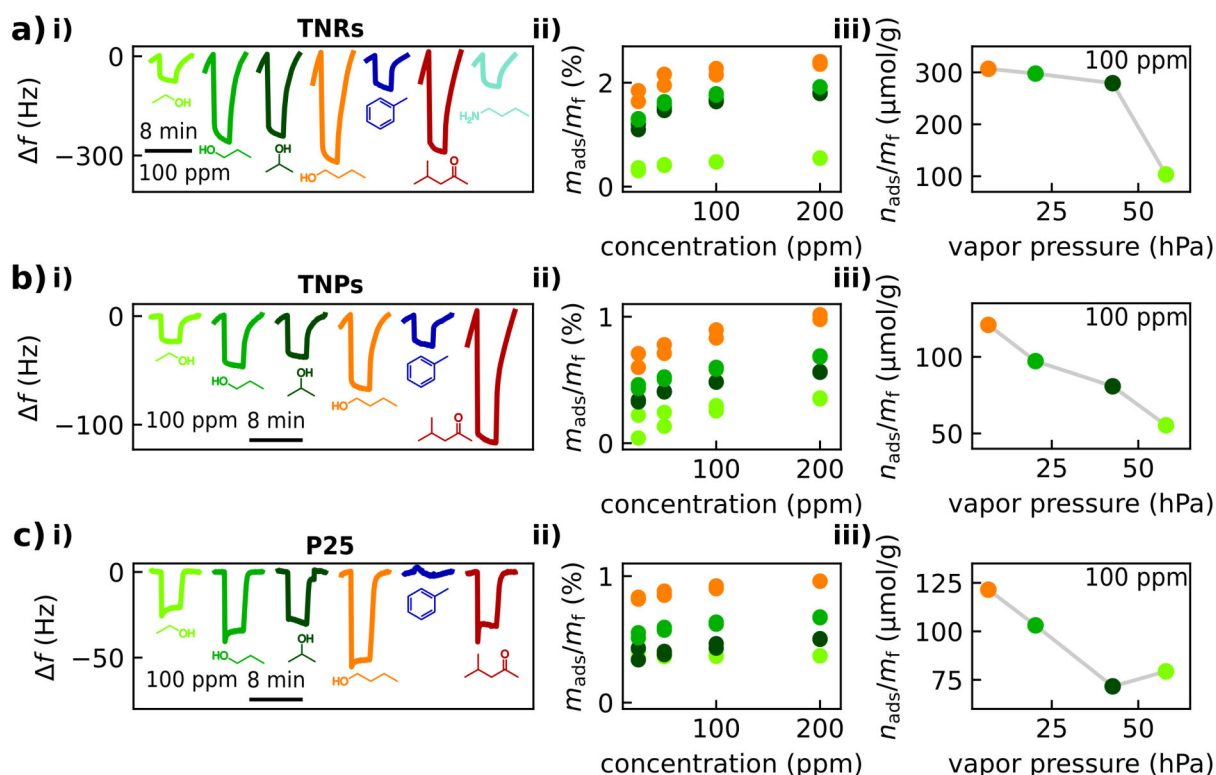 a) i) TNRs
Δf (Hz)
0
−300
OH
8 min
100 ppm
HO
OH
HO
O
H₂N
ii)
m_ads/m_f (%)
2
0
100 200
concentration (ppm)
iii)
n_ads/m_f (μmol/g)
300
200
100
100 ppm
25 50
vapor pressure (hPa)
b) i) TNPs
Δf (Hz)
0
−100
OH
HO
OH
HO
O
100 ppm 8 min
ii)
m_ads/m_f (%)
1
0
100 200
concentration (ppm)
iii)
n_ads/m_f (μmol/g)
100
50
100 ppm
25 50
vapor pressure (hPa)
c) i) P25
Δf (Hz)
0
−50
OH
HO
OH
HO
O
100 ppm 8 min
ii)
m_ads/m_f (%)
1
0
100 200
concentration (ppm)
iii)
n_ads/m_f (μmol/g)
125
100
75
100 ppm
25 50
vapor pressure (hPa)